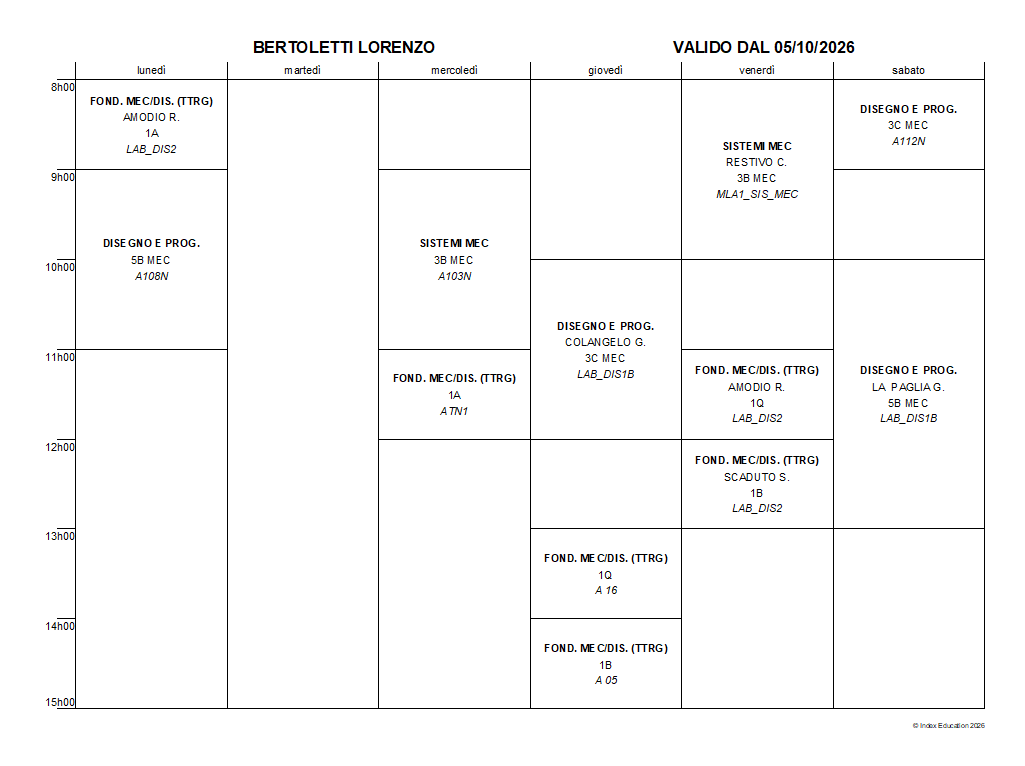 BERTOLETTI LORENZO
VALIDO DAL 05/10/2026
lunedì
martedì
mercoledì
giovedì
venerdì
sabato
8h00
9h00
10h00
11h00
12h00
13h00
14h00
15h00
FOND. MEC/DIS. (TTRG)
AMODIO R.
1A
LAB_DIS2
DISEGNO E PROG.
5B MEC
A108N
SISTEMI MEC
3B MEC
A103N
FOND. MEC/DIS. (TTRG)
1A
ATN1
DISEGNO E PROG.
COLANGELO G.
3C MEC
LAB_DIS1B
FOND. MEC/DIS. (TTRG)
1Q
A 16
FOND. MEC/DIS. (TTRG)
1B
A 05
SISTEMI MEC
RESTIVO C.
3B MEC
MLA1_SIS_MEC
FOND. MEC/DIS. (TTRG)
AMODIO R.
1Q
LAB_DIS2
FOND. MEC/DIS. (TTRG)
SCADUTO S.
1B
LAB_DIS2
DISEGNO E PROG.
3C MEC
A112N
DISEGNO E PROG.
LA PAGLIA G.
5B MEC
LAB_DIS1B
© Index Education 2026